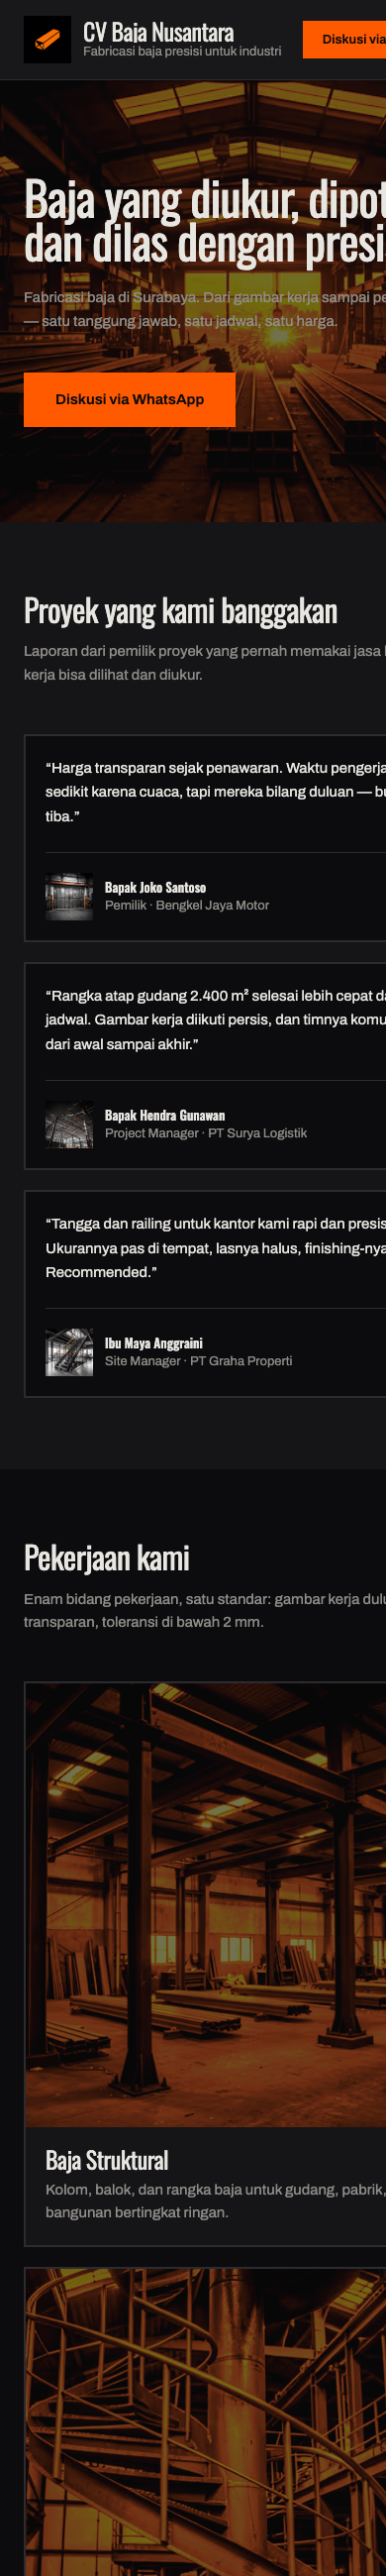 CV Baja Nusantara
Fabricasi baja presisi untuk industri
Diskusi via
Baja yang diukur, dipot
dan dilas dengan presis
Fabricasi baja di Surabaya. Dari gambar kerja sampai pe
— satu tanggung jawab, satu jadwal, satu harga.
Diskusi via WhatsApp
Proyek yang kami banggakan
Laporan dari pemilik proyek yang pernah memakai jasa
kerja bisa dilihat dan diukur.
“Harga transparan sejak penawaran. Waktu pengerja
sedikit karena cuaca, tapi mereka bilang duluan — bu
tiba.”
Bapak Joko Santoso
Pemilik · Bengkel Jaya Motor
“Rangka atap gudang 2.400 m² selesai lebih cepat da
jadwal. Gambar kerja diikuti persis, dan timnya komu
dari awal sampai akhir.”
Bapak Hendra Gunawan
Project Manager · PT Surya Logistik
“Tangga dan railing untuk kantor kami rapi dan presis
Ukurannya pas di tempat, lasnya halus, finishing-nya
Recommended.”
Ibu Maya Anggraini
Site Manager · PT Graha Properti
Pekerjaan kami
Enam bidang pekerjaan, satu standar: gambar kerja dulu
transparan, toleransi di bawah 2 mm.
Baja Struktural
Kolom, balok, dan rangka baja untuk gudang, pabrik,
bangunan bertingkat ringan.